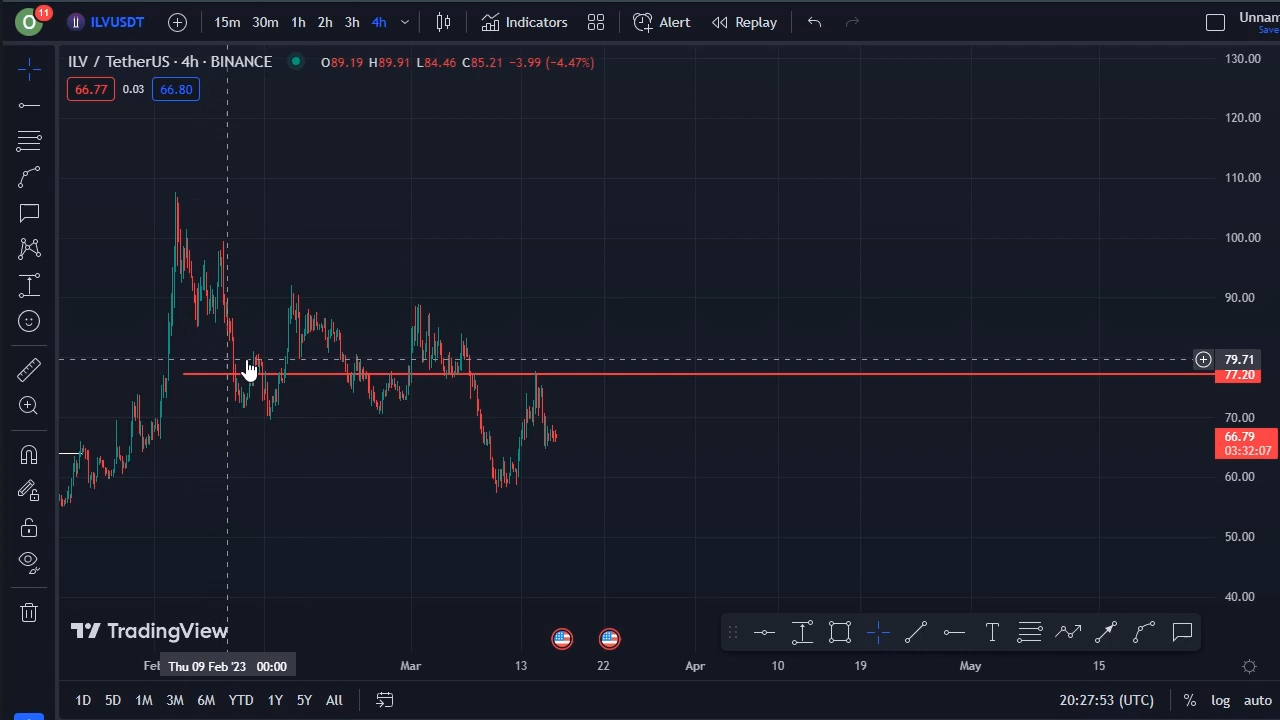 O 11 ILVUSDT 15m 30m 1h 2h 3h 4h Indicators Alert Replay Unnam
Save
ILV / TetherUS · 4h · BINANCE O89.19 H89.91 L84.46 C85.21 −3.99 (−4.47%)
66.77 0.03 66.80
130.00
120.00
110.00
100.00
90.00
79.71
77.20
70.00
66.79
03:32:07
60.00
50.00
40.00
TradingView
T
Feb Thu 09 Feb '23 00:00 Mar 13 22 Apr 10 19 May 15
1D 5D 1M 3M 6M YTD 1Y 5Y All 20:27:53 (UTC) % log auto